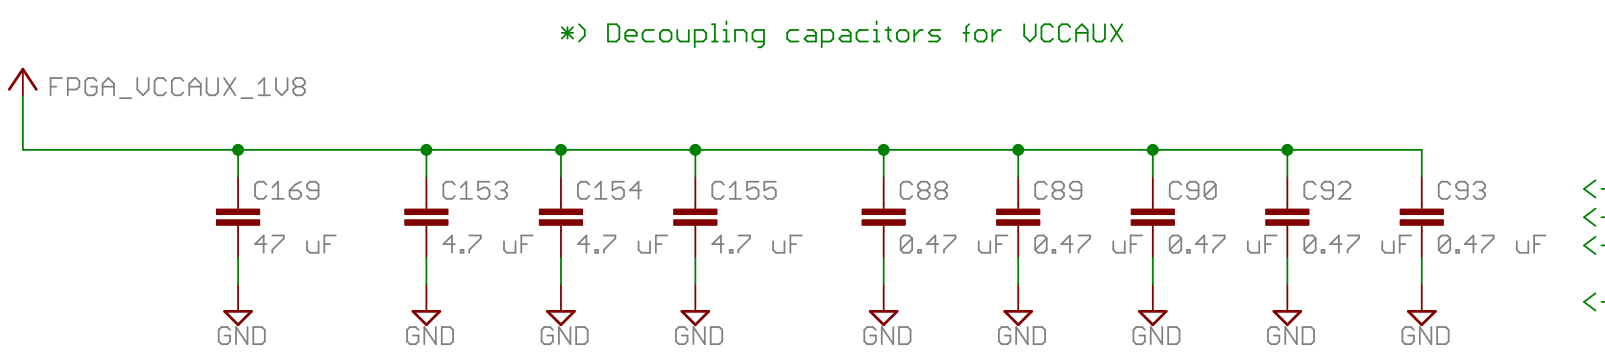 *) Decoupling capacitors for VCCAUX
FPGA_VCCAUX_1V8
C169 C153 C154 C155 C88 C89 C90 C92 C93
47 uF 4.7 uF 4.7 uF 4.7 uF 0.47 uF 0.47 uF 0.47 uF 0.47 uF 0.47 uF
GND GND GND GND GND GND GND GND GND